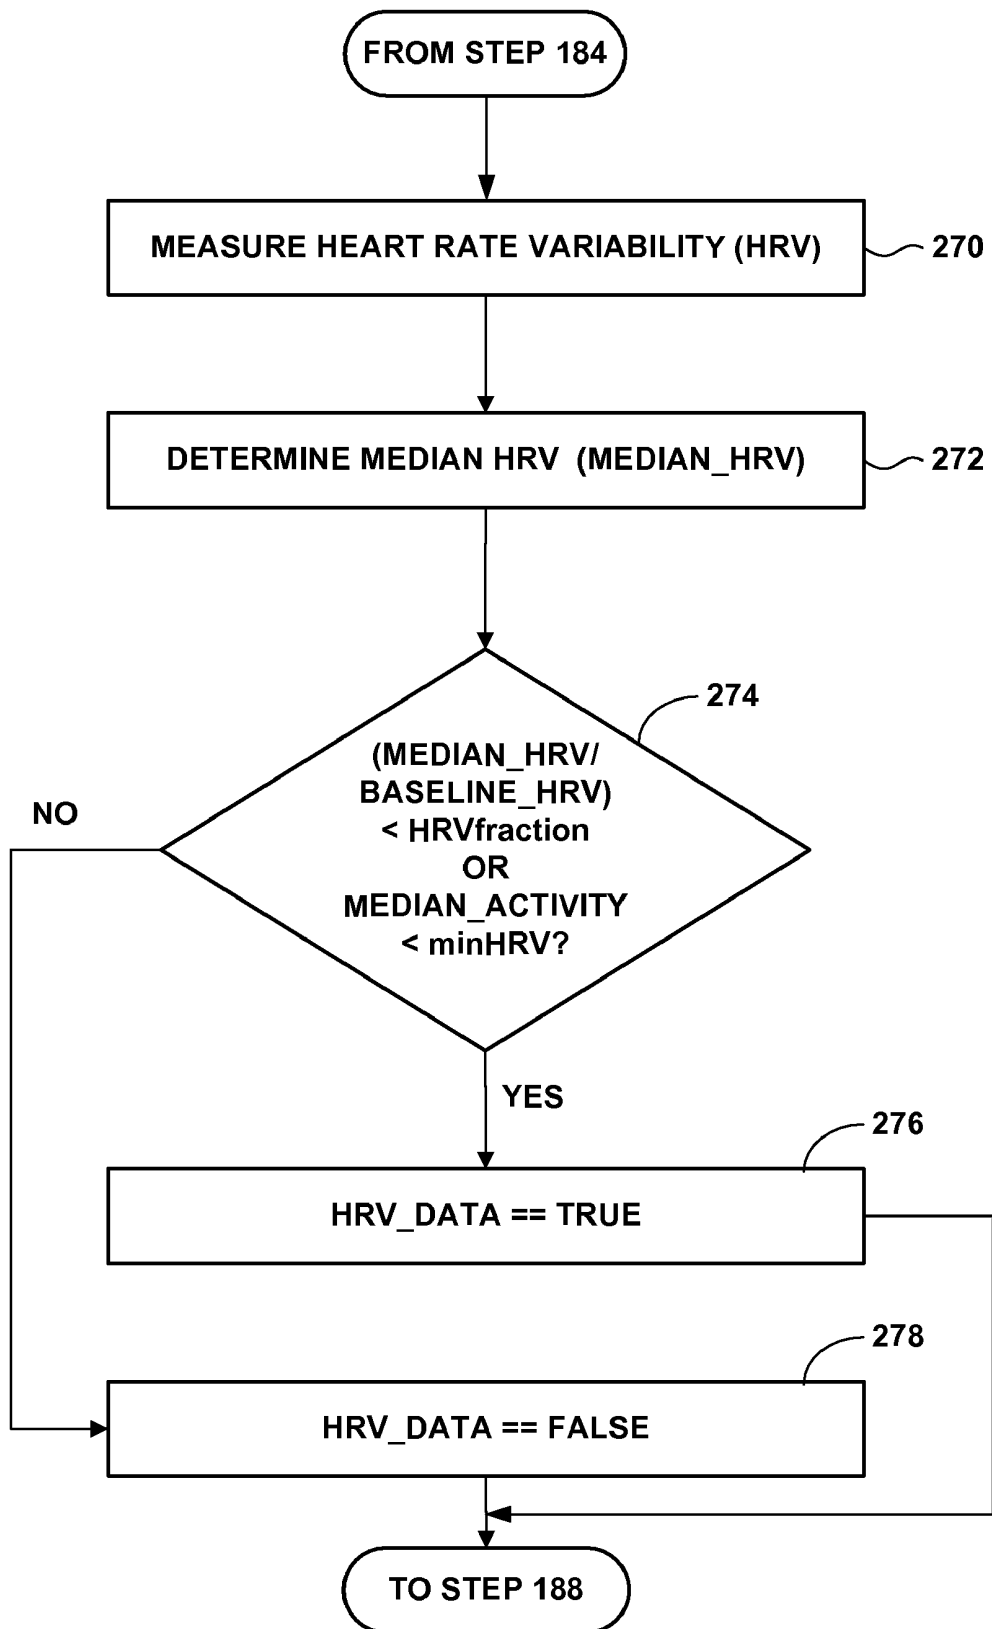 FROM STEP 184
MEASURE HEART RATE VARIABILITY (HRV)
270
DETERMINE MEDIAN HRV (MEDIAN_HRV)
272
274
(MEDIAN_HRV/
BASELINE_HRV)
< HRVfraction
OR
MEDIAN_ACTIVITY
< minHRV?
NO
YES
276
HRV_DATA == TRUE
278
HRV_DATA == FALSE
TO STEP 188